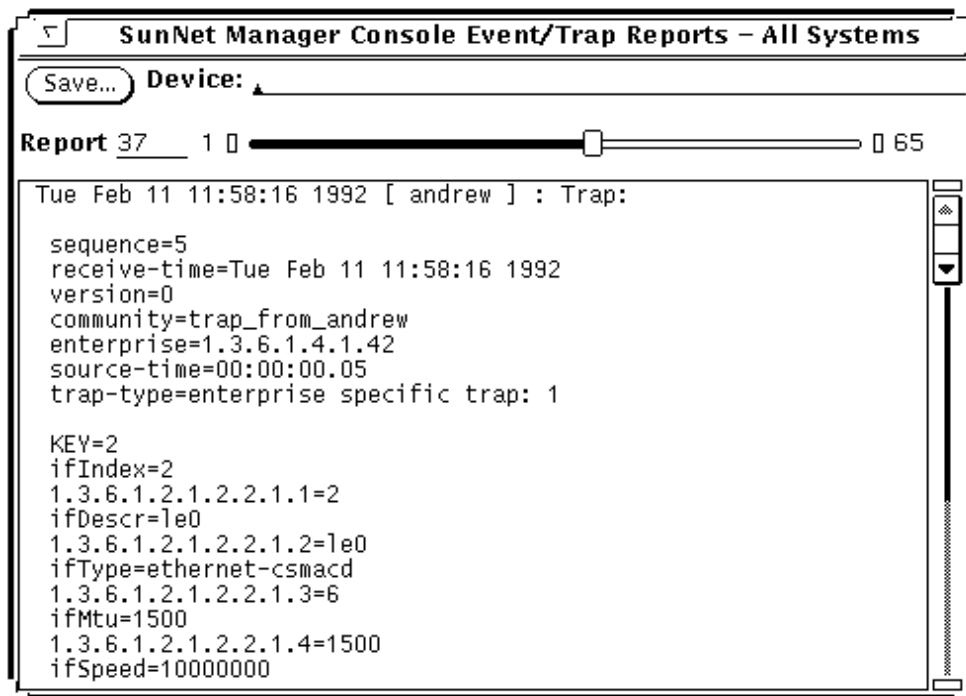 SunNet Manager Console Event/Trap Reports – All Systems
Save... Device:
Report 37 1 65
Tue Feb 11 11:58:16 1992 [ andrew ] : Trap:
sequence=5
receive-time=Tue Feb 11 11:58:16 1992
version=0
community=trap_from_andrew
enterprise=1.3.6.1.4.1.42
source-time=00:00:00.05
trap-type=enterprise specific trap: 1
KEY=2
ifIndex=2
1.3.6.1.2.1.2.2.1.1=2
ifDescr=le0
1.3.6.1.2.1.2.2.1.2=le0
ifType=ethernet-csmacd
1.3.6.1.2.1.2.2.1.3=6
ifMtu=1500
1.3.6.1.2.1.2.2.1.4=1500
ifSpeed=10000000